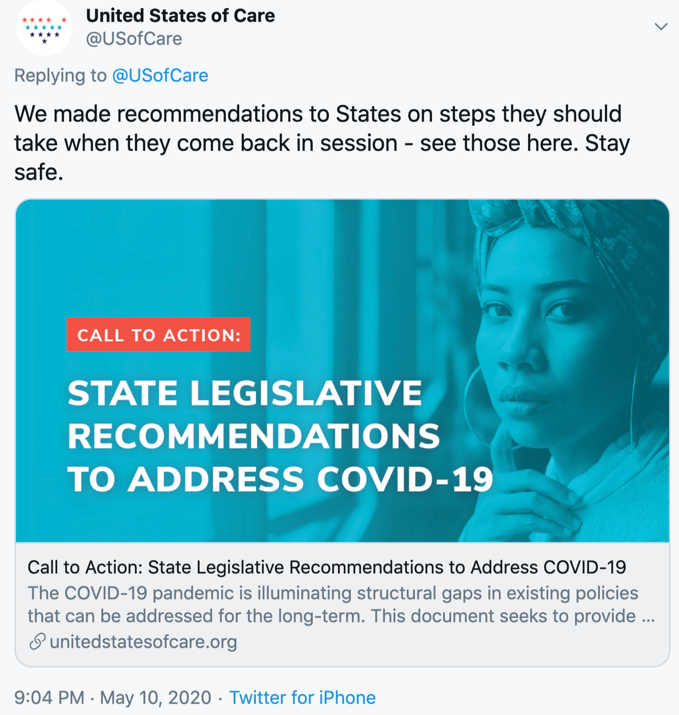 United States of Care
@USofCare
Replying to @USofCare
We made recommendations to States on steps they should
take when they come back in session - see those here. Stay
safe.
CALL TO ACTION:
STATE LEGISLATIVE
RECOMMENDATIONS
TO ADDRESS COVID-19
Call to Action: State Legislative Recommendations to Address COVID-19
The COVID-19 pandemic is illuminating structural gaps in existing policies
that can be addressed for the long-term. This document seeks to provide ...
unitedstatesofcare.org
9:04 PM · May 10, 2020 · Twitter for iPhone